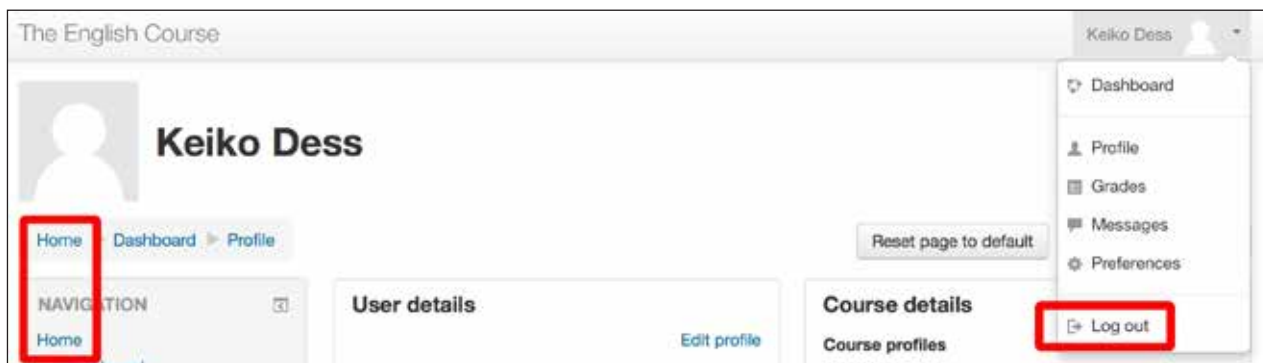 The English Course
Keiko Dess
Dashboard
Keiko Dess
Profile
Grades
Messages
Preferences
Log out
Home Dashboard Profile
Reset page to default
NAVIGATION
Home
User details
Edit profile
Course details
Course profiles